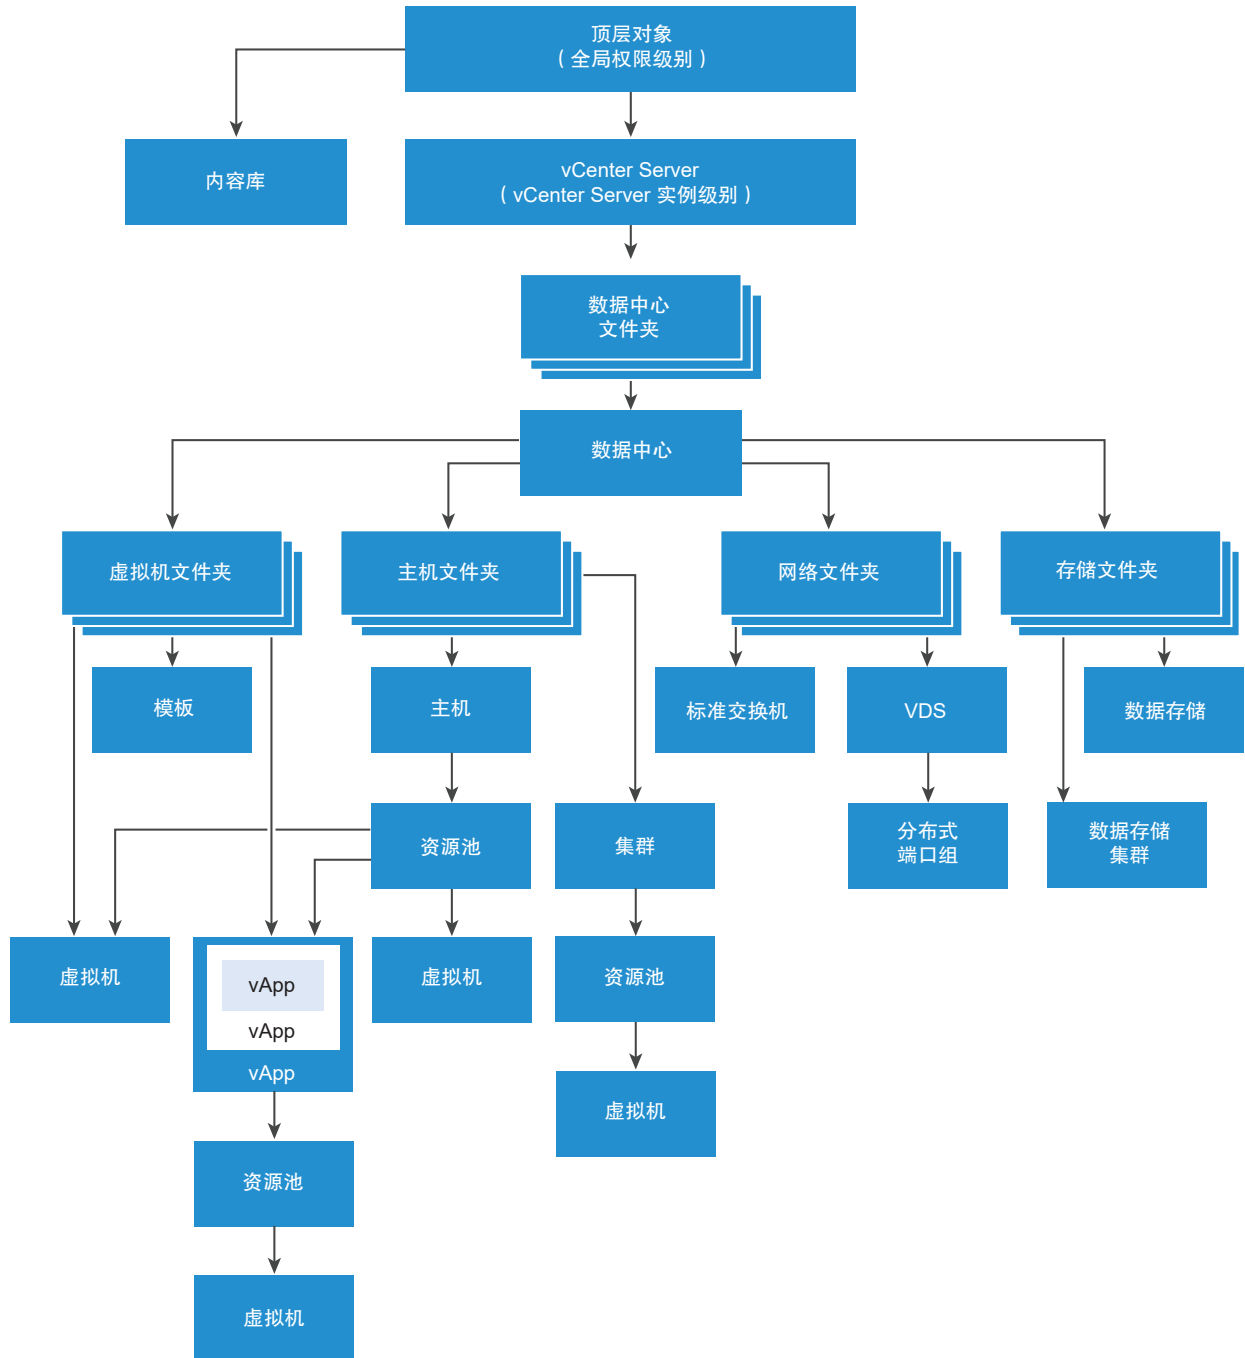 顶层对象
（全局权限级别）
内容库
vCenter Server
（vCenter Server 实例级别）
数据中心
文件夹
数据中心
虚拟机文件夹
主机文件夹
网络文件夹
存储文件夹
模板
主机
标准交换机
VDS
数据存储
资源池
集群
分布式
端口组
数据存储
集群
虚拟机
vApp
vApp
vApp
虚拟机
资源池
虚拟机
资源池
虚拟机